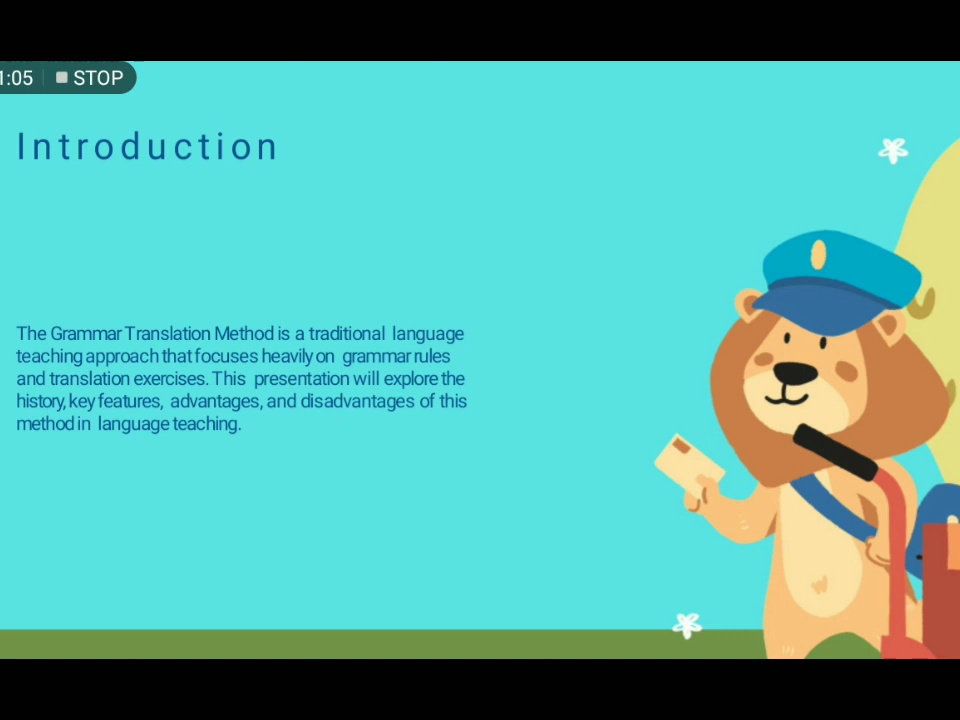 1:05 STOP
Introduction
The Grammar Translation Method is a traditional language
teaching approach that focuses heavily on grammar rules
and translation exercises. This presentation will explore the
history, key features, advantages, and disadvantages of this
method in language teaching.